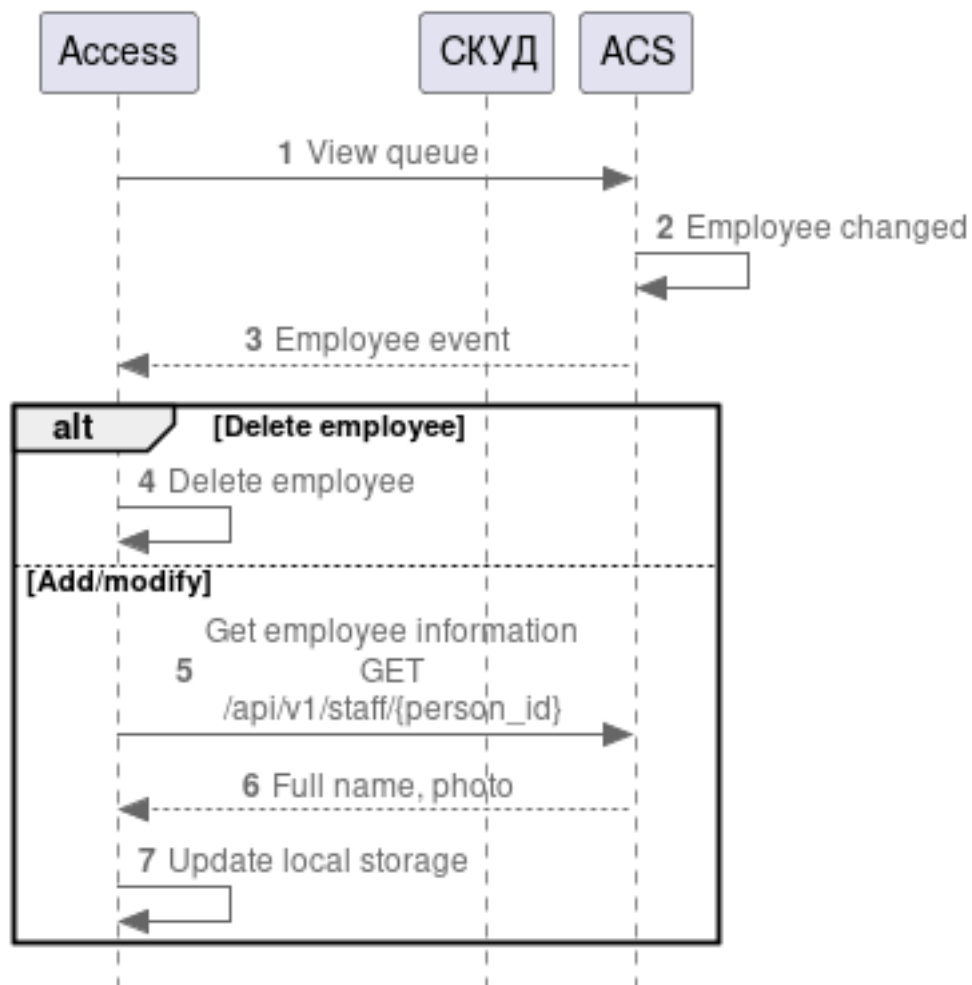 Access
СКУД
ACS
1 View queue
2 Employee changed
3 Employee event
alt [Delete employee]
4 Delete employee
[Add/modify]
Get employee information
5 GET
/api/v1/staff/{person_id}
6 Full name, photo
7 Update local storage